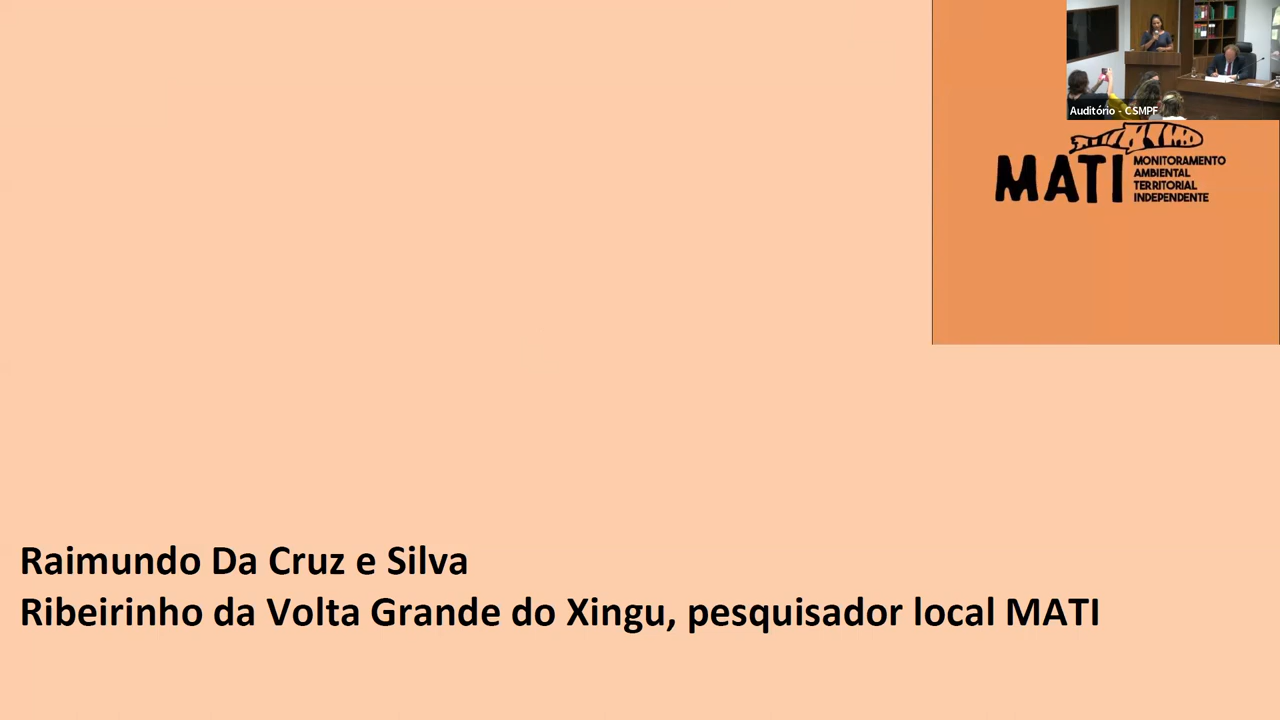 Auditório - CSMPF
MATI
MONITORAMENTO
AMBIENTAL
TERRITORIAL
INDEPENDENTE
Raimundo Da Cruz e Silva
Ribeirinho da Volta Grande do Xingu, pesquisador local MATI